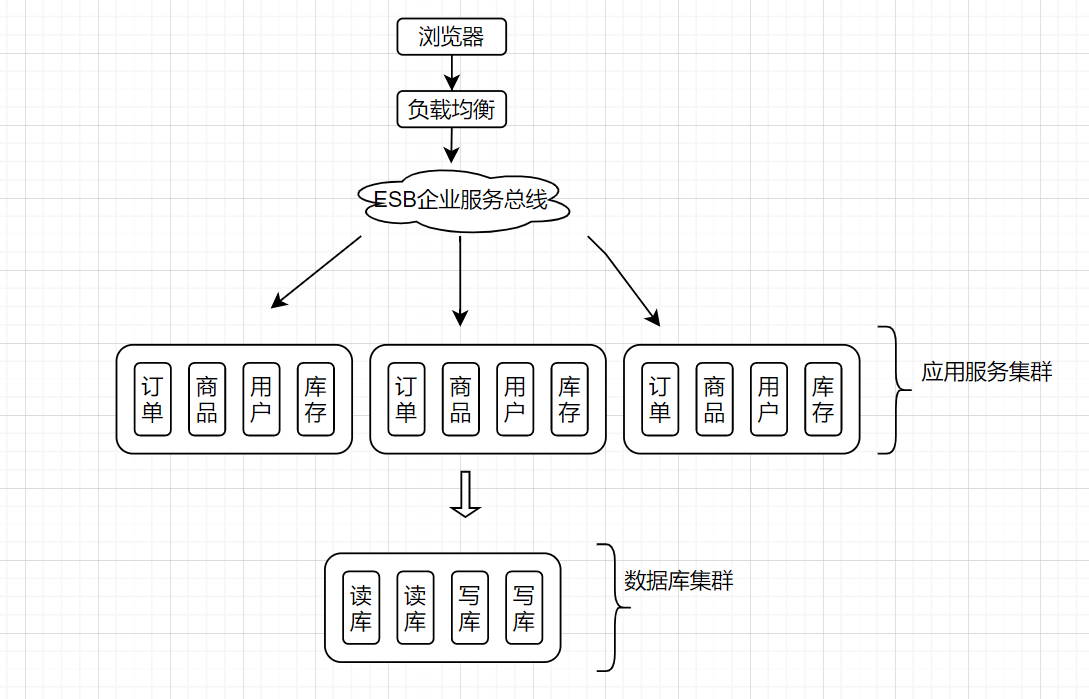 浏览器
负载均衡
ESB企业服务总线
订单
商品
用户
库存
订单
商品
用户
库存
订单
商品
用户
库存
应用服务集群
读库
读库
写库
写库
数据库集群